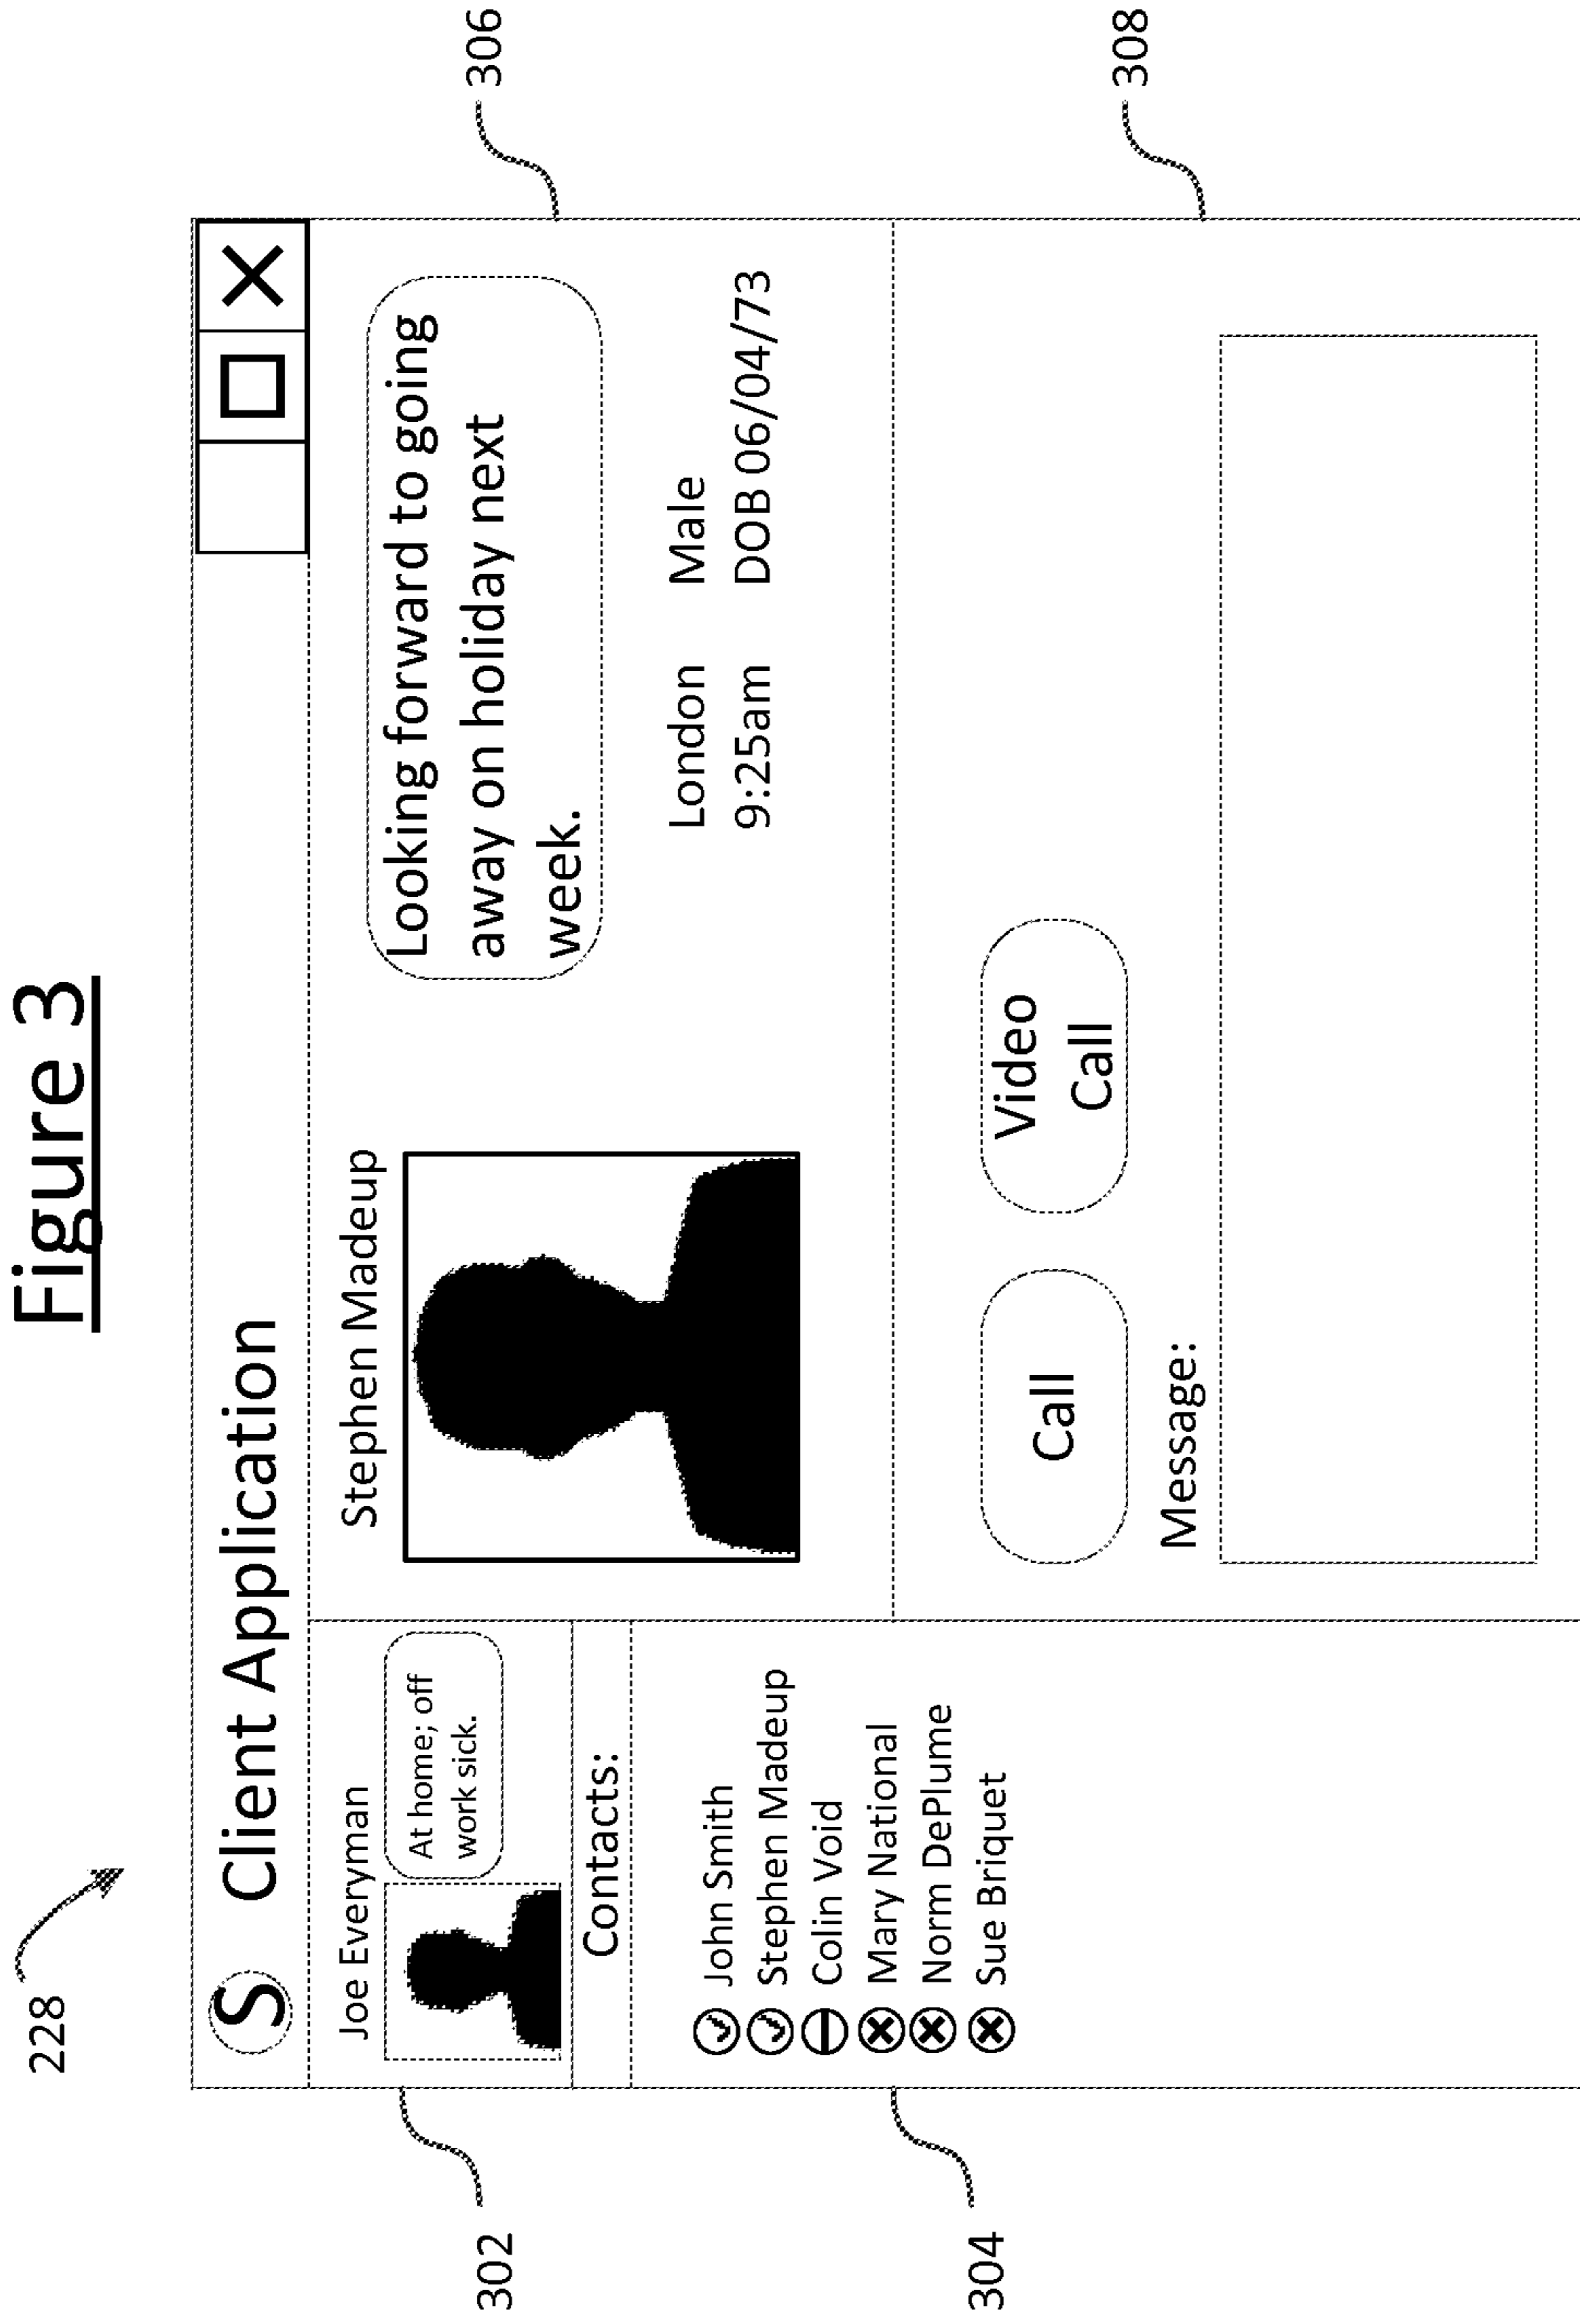 Figure 3
228
S Client Application
302
Joe Everyman
At home; off
work sick.
Contacts:
304
John Smith
Stephen Madeup
Colin Void
Mary National
Norm DePlume
Sue Briquet
306
Stephen Madeup
Looking forward to going
away on holiday next
week.
London Male
9:25am DOB 06/04/73
308
Call
Video
Call
Message: